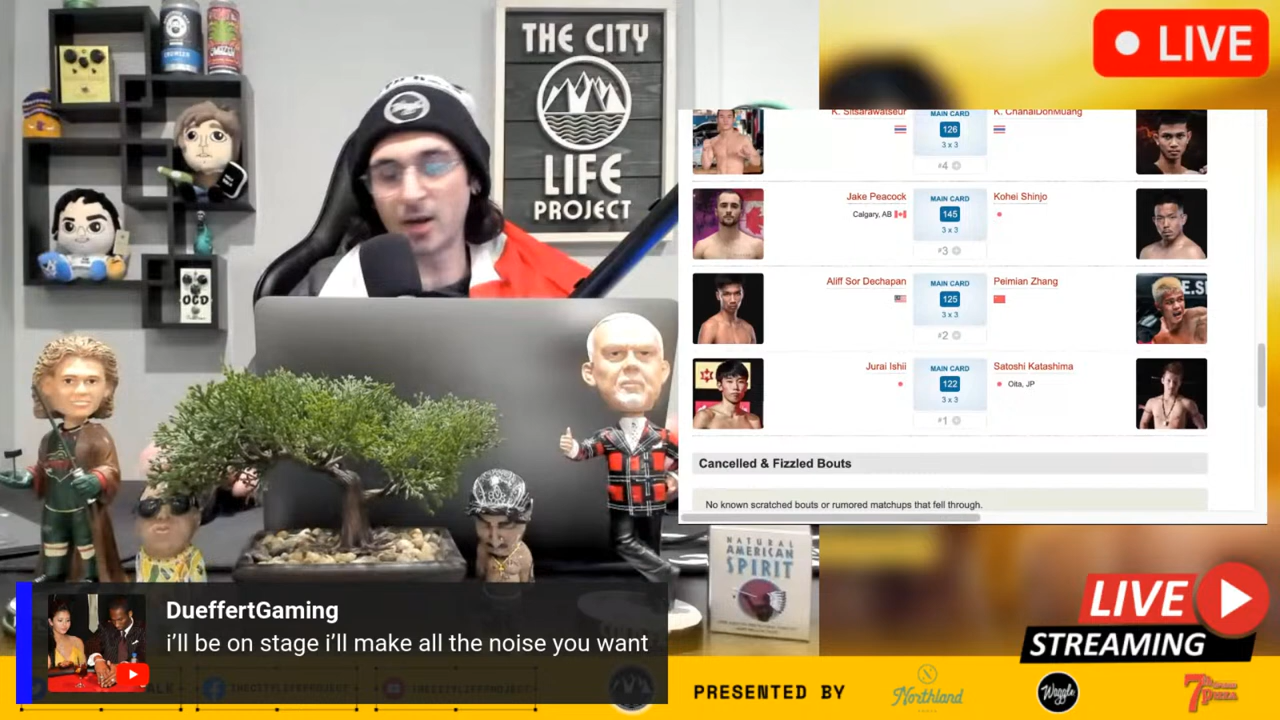 THE CITY
LIFE
PROJECT
OCD
LIVE
K. Sitsarawatseur
MAIN CARD
K. ChanaiDonMuang
126
3 x 3
#4
Jake Peacock
MAIN CARD
Kohei Shinjo
Calgary, AB
145
3 x 3
#3
Aliff Sor Dechapan
MAIN CARD
Peimian Zhang
125
3 x 3
#2
Jurai Ishii
MAIN CARD
Satoshi Katashima
122
Oita, JP
3 x 3
#1
Cancelled & Fizzled Bouts
No known scratched bouts or rumored matchups that fell through.
NATURAL
AMERICAN
SPIRIT
DueffertGaming
i'll be on stage i'll make all the noise you want
LIVE
STREAMING
THECITYLIFEPROJECT
THECITYLIFEPROJECT
PRESENTED BY
Northland
Waggle